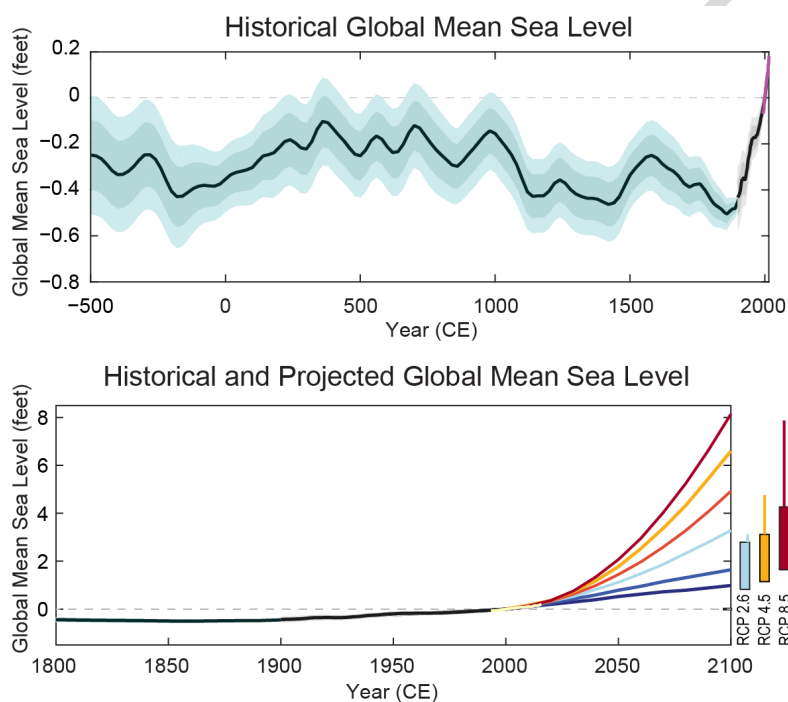 Historical Global Mean Sea Level
Global Mean Sea Level (feet)
0.2
0
−0.2
−0.4
−0.6
−0.8
−500
0
500
1000
1500
2000
Year (CE)
Historical and Projected Global Mean Sea Level
Global Mean Sea Level (feet)
8
6
4
2
0
1800
1850
1900
1950
2000
2050
2100
Year (CE)
RCP 2.6
RCP 4.5
RCP 8.5